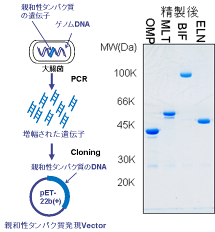 親和性タンパク質
の遺伝子
ゲノムDNA
大腸菌
PCR
増幅された遺伝子
Cloning
親和性タンパク質のDNA
pET-
22b(+)
親和性タンパク質発現Vector
精製後
MW(Da)
OMP
MLT
BIF
ELN
100K
66K
45K
30K
20K